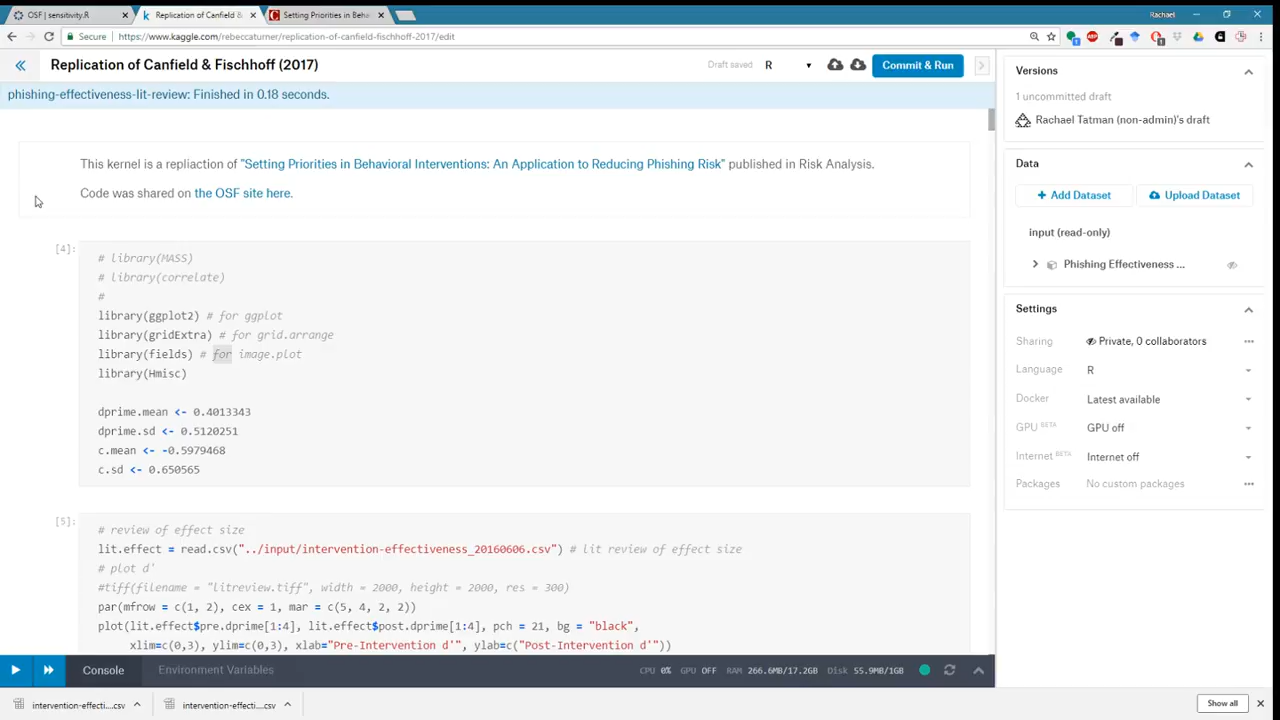 OSF | sensitivity.R
Replication of Canfield &
Setting Priorities in Beha
Rachael
Secure
https://www.kaggle.com/rebeccaturner/replication-of-canfield-fischhoff-2017/edit
Replication of Canfield & Fischhoff (2017)
Draft saved
R
Commit & Run
phishing-effectiveness-lit-review: Finished in 0.18 seconds.
This kernel is a repliaction of "Setting Priorities in Behavioral Interventions: An Application to Reducing Phishing Risk" published in Risk Analysis.
Code was shared on the OSF site here.
[4]:
# library(MASS)
# library(correlate)
#
library(ggplot2) # for ggplot
library(gridExtra) # for grid.arrange
library(fields) # for image.plot
library(Hmisc)
dprime.mean <- 0.4013343
dprime.sd <- 0.5120251
c.mean <- -0.5979468
c.sd <- 0.650565
[5]:
# review of effect size
lit.effect = read.csv("../input/intervention-effectiveness_20160606.csv") # lit review of effect size
# plot d'
#tiff(filename = "litreview.tiff", width = 2000, height = 2000, res = 300)
par(mfrow = c(1, 2), cex = 1, mar = c(5, 4, 2, 2))
plot(lit.effect$pre.dprime[1:4], lit.effect$post.dprime[1:4], pch = 21, bg = "black",
xlim=c(0,3), ylim=c(0,3), xlab="Pre-Intervention d'", ylab=c("Post-Intervention d'"))
Versions
1 uncommitted draft
Rachael Tatman (non-admin)'s draft
Data
+ Add Dataset
Upload Dataset
input (read-only)
Phishing Effectiveness ...
Settings
Sharing
Private, 0 collaborators
Language
R
Docker
Latest available
GPU BETA
GPU off
Internet BETA
Internet off
Packages
No custom packages
Console
Environment Variables
CPU 0% GPU OFF RAM 266.6MB/17.2GB Disk 55.9MB/1GB
intervention-effecti....csv
intervention-effecti....csv
Show all